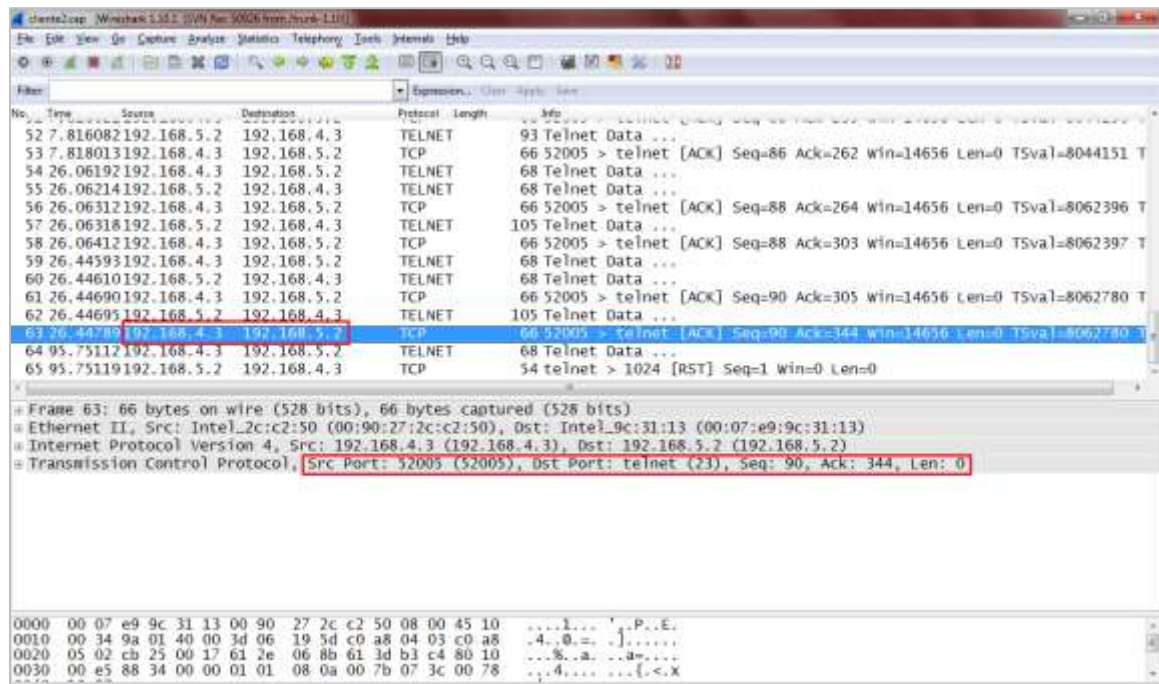 cliente2.cap [Wireshark 1.10.2 (SVN Rev 50926 from /trunk-1.10)]
File Edit View Go Capture Analyze Statistics Telephony Tools Internals Help
Filter: Expression... Clear Apply Save
No. Time Source Destination Protocol Length Info
52 7.816082 192.168.5.2 192.168.4.3 TELNET 93 Telnet Data ...
53 7.818013 192.168.4.3 192.168.5.2 TCP 66 52005 > telnet [ACK] Seq=86 Ack=262 Win=14656 Len=0 TSval=8044151 T
54 26.06192 192.168.4.3 192.168.5.2 TELNET 68 Telnet Data ...
55 26.06214 192.168.5.2 192.168.4.3 TELNET 68 Telnet Data ...
56 26.06312 192.168.4.3 192.168.5.2 TCP 66 52005 > telnet [ACK] Seq=88 Ack=264 Win=14656 Len=0 TSval=8062396 T
57 26.06318 192.168.5.2 192.168.4.3 TELNET 105 Telnet Data ...
58 26.06412 192.168.4.3 192.168.5.2 TCP 66 52005 > telnet [ACK] Seq=88 Ack=303 Win=14656 Len=0 TSval=8062397 T
59 26.44593 192.168.4.3 192.168.5.2 TELNET 68 Telnet Data ...
60 26.44610 192.168.5.2 192.168.4.3 TELNET 68 Telnet Data ...
61 26.44690 192.168.4.3 192.168.5.2 TCP 66 52005 > telnet [ACK] Seq=90 Ack=305 Win=14656 Len=0 TSval=8062780 T
62 26.44695 192.168.5.2 192.168.4.3 TELNET 105 Telnet Data ...
63 26.44789 192.168.4.3 192.168.5.2 TCP 66 52005 > telnet [ACK] Seq=90 Ack=344 Win=14656 Len=0 TSval=8062780 T
64 95.75112 192.168.4.3 192.168.5.2 TELNET 68 Telnet Data ...
65 95.75119 192.168.5.2 192.168.4.3 TCP 54 telnet > 1024 [RST] Seq=1 Win=0 Len=0
Frame 63: 66 bytes on wire (528 bits), 66 bytes captured (528 bits)
Ethernet II, Src: Intel_2c:c2:50 (00:90:27:2c:c2:50), Dst: Intel_9c:31:13 (00:07:e9:9c:31:13)
Internet Protocol Version 4, Src: 192.168.4.3 (192.168.4.3), Dst: 192.168.5.2 (192.168.5.2)
Transmission Control Protocol, Src Port: 52005 (52005), Dst Port: telnet (23), Seq: 90, Ack: 344, Len: 0
0000 00 07 e9 9c 31 13 00 90 27 2c c2 50 08 00 45 10 ....1... ',.P..E.
0010 00 34 9a 01 40 00 3d 06 19 5d c0 a8 04 03 c0 a8 .4..@.=. .]......
0020 05 02 cb 25 00 17 61 2e 06 8b 61 3d b3 c4 80 10 ...%..a. ..a=....
0030 00 e5 88 34 00 00 01 01 08 0a 00 7b 07 3c 00 78 ...4.... ...{.<.x